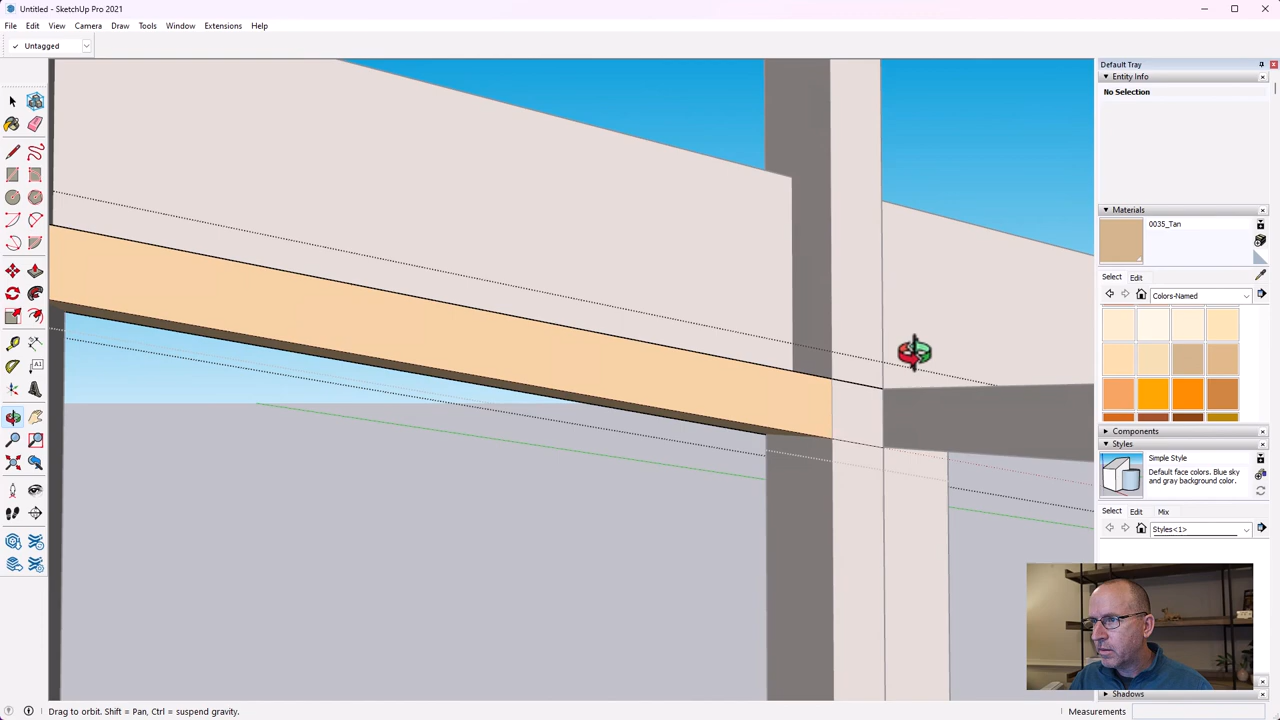 Untitled - SketchUp Pro 2021
File Edit View Camera Draw Tools Window Extensions Help
✓ Untagged
Default Tray
Entity Info
No Selection
Materials
0035_Tan
Select Edit
Colors-Named
Components
Styles
Simple Style
Default face colors. Blue sky
and gray background color.
Select Edit Mix
Styles<1>
Shadows
Drag to orbit. Shift = Pan, Ctrl = suspend gravity.
Measurements